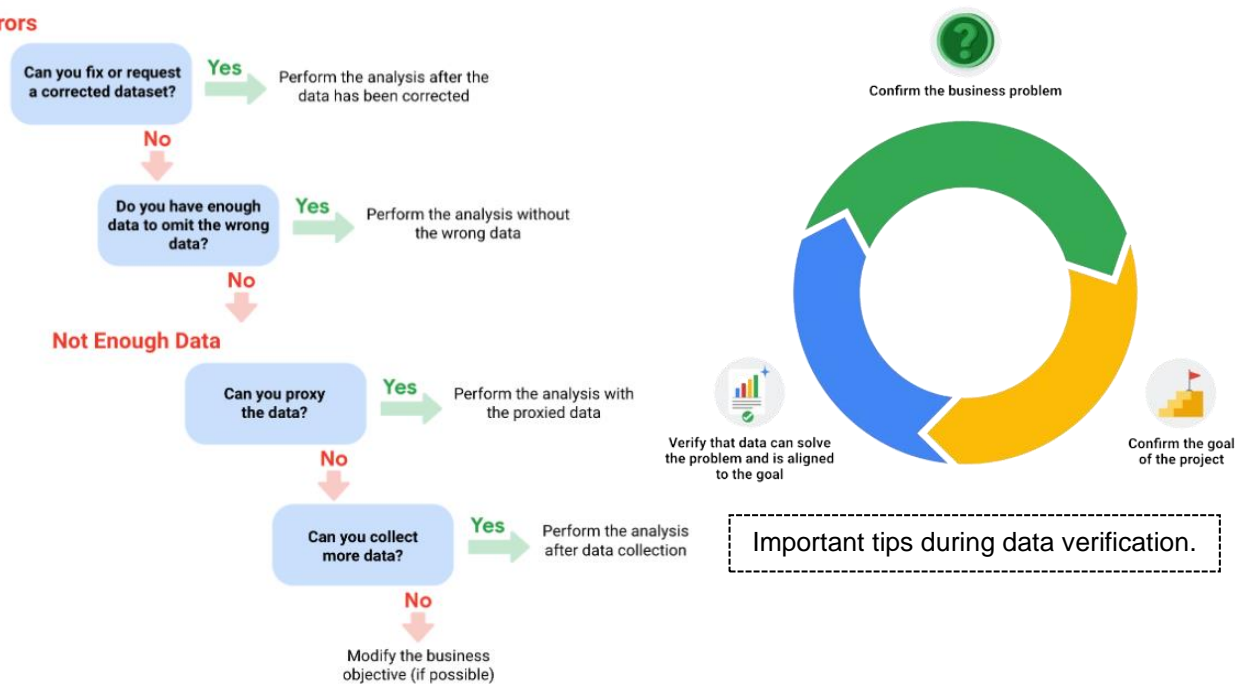 rors
Can you fix or request
a corrected dataset?
Yes
Perform the analysis after the
data has been corrected
No
Do you have enough
data to omit the wrong
data?
Yes
Perform the analysis without
the wrong data
No
Not Enough Data
Can you proxy
the data?
Yes
Perform the analysis with
the proxied data
No
Can you collect
more data?
Yes
Perform the analysis
after data collection
No
Modify the business
objective (if possible)
?
Confirm the business problem
Confirm the goal
of the project
Verify that data can solve
the problem and is aligned
to the goal
Important tips during data verification.